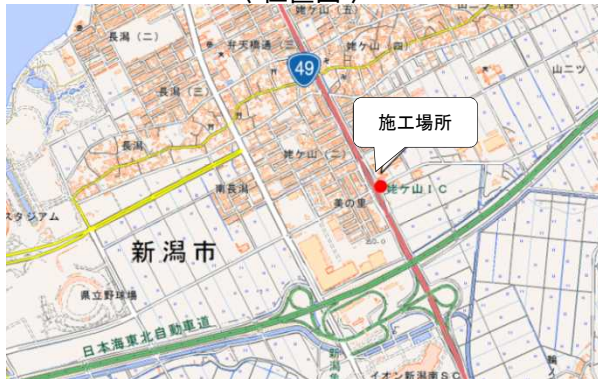 姥ケ山(五)
長潟(二)
弁天橋通(三)
姥ケ山(四)
山二ツ
49
長潟(三)
施工場所
長潟
姥ケ山(二)
南長潟
姥ケ山IC
美の里
スタジアム
新潟市
県立野球場
日本海東北自動車道
イオン新潟南SC